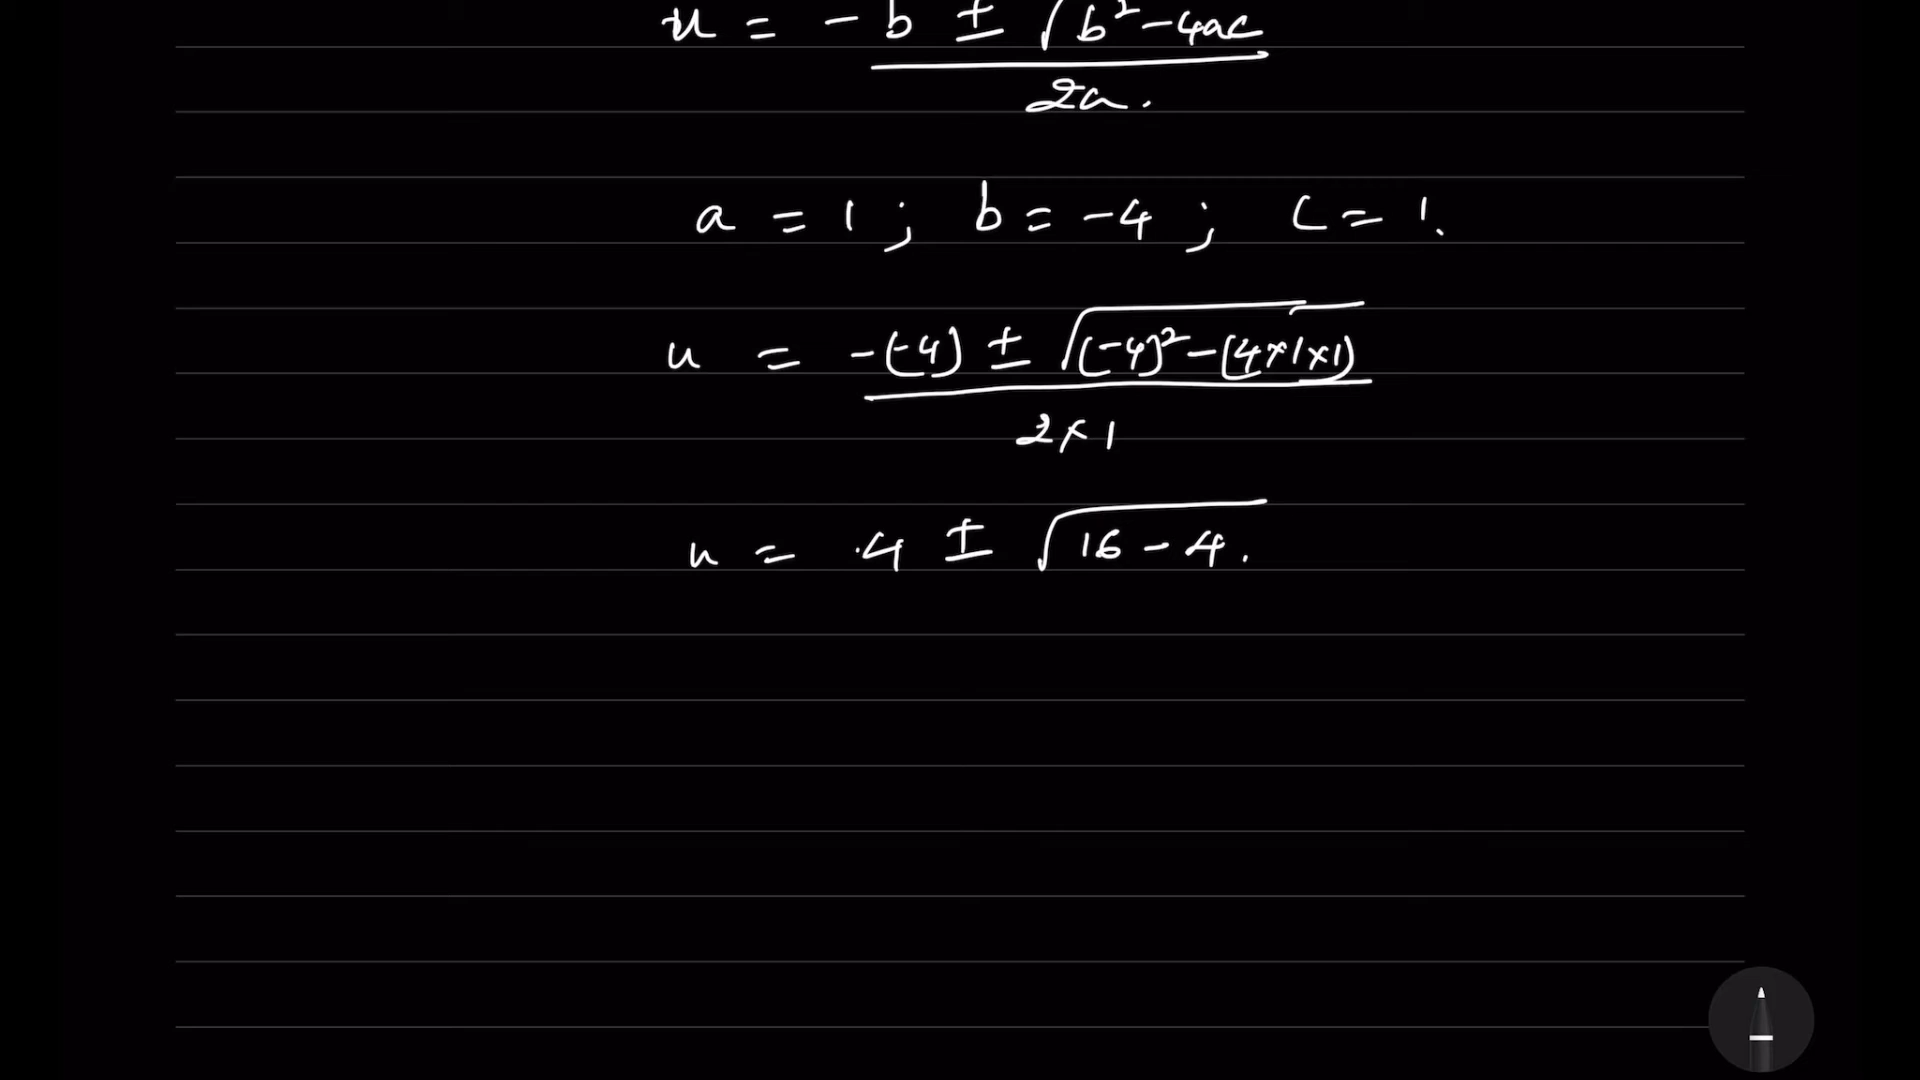 u = - b ± √b²-4ac
2a.
a = 1 ; b = -4 ; c = 1.
u = -(-4) ± √(-4)²-(4×1×1)
2×1
u = .4 ± √16-4.